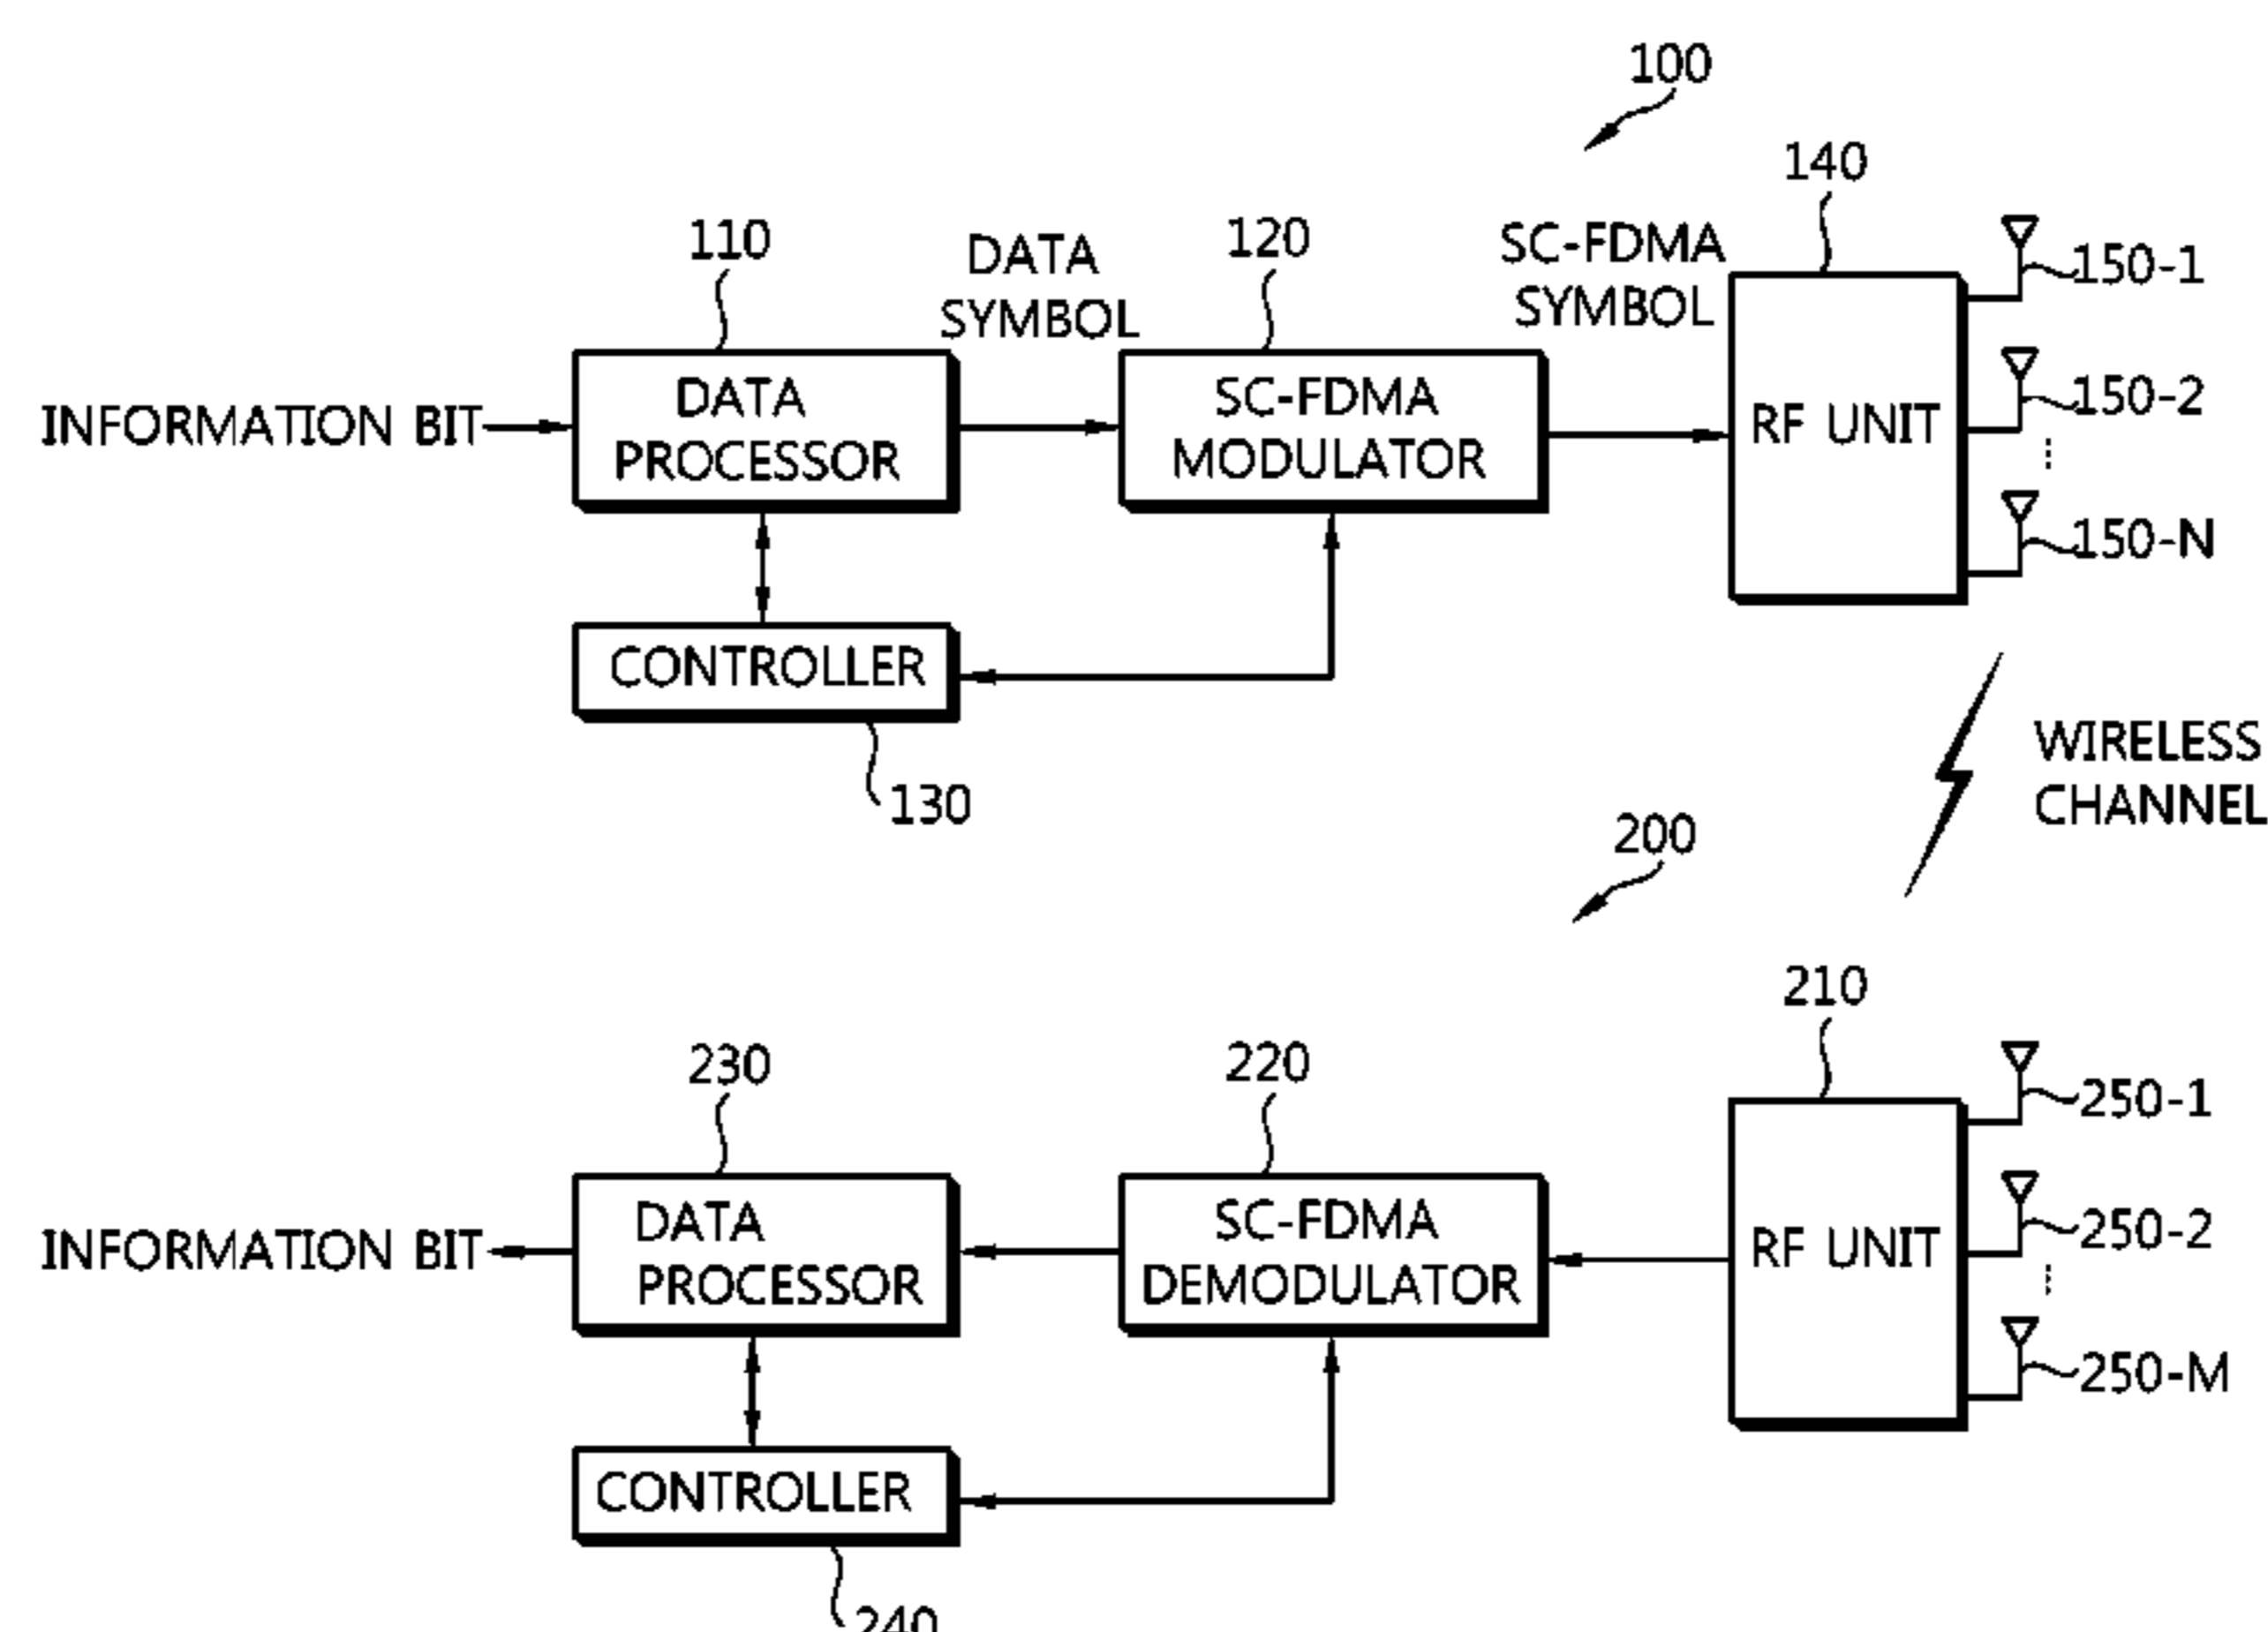 100
140
110
DATA
SYMBOL
120
SC-FDMA
SYMBOL
150-1
INFORMATION BIT
DATA
PROCESSOR
SC-FDMA
MODULATOR
RF UNIT
150-2
150-N
CONTROLLER
130
WIRELESS
CHANNEL
200
210
230
220
250-1
INFORMATION BIT
DATA
PROCESSOR
SC-FDMA
DEMODULATOR
RF UNIT
250-2
250-M
CONTROLLER
240